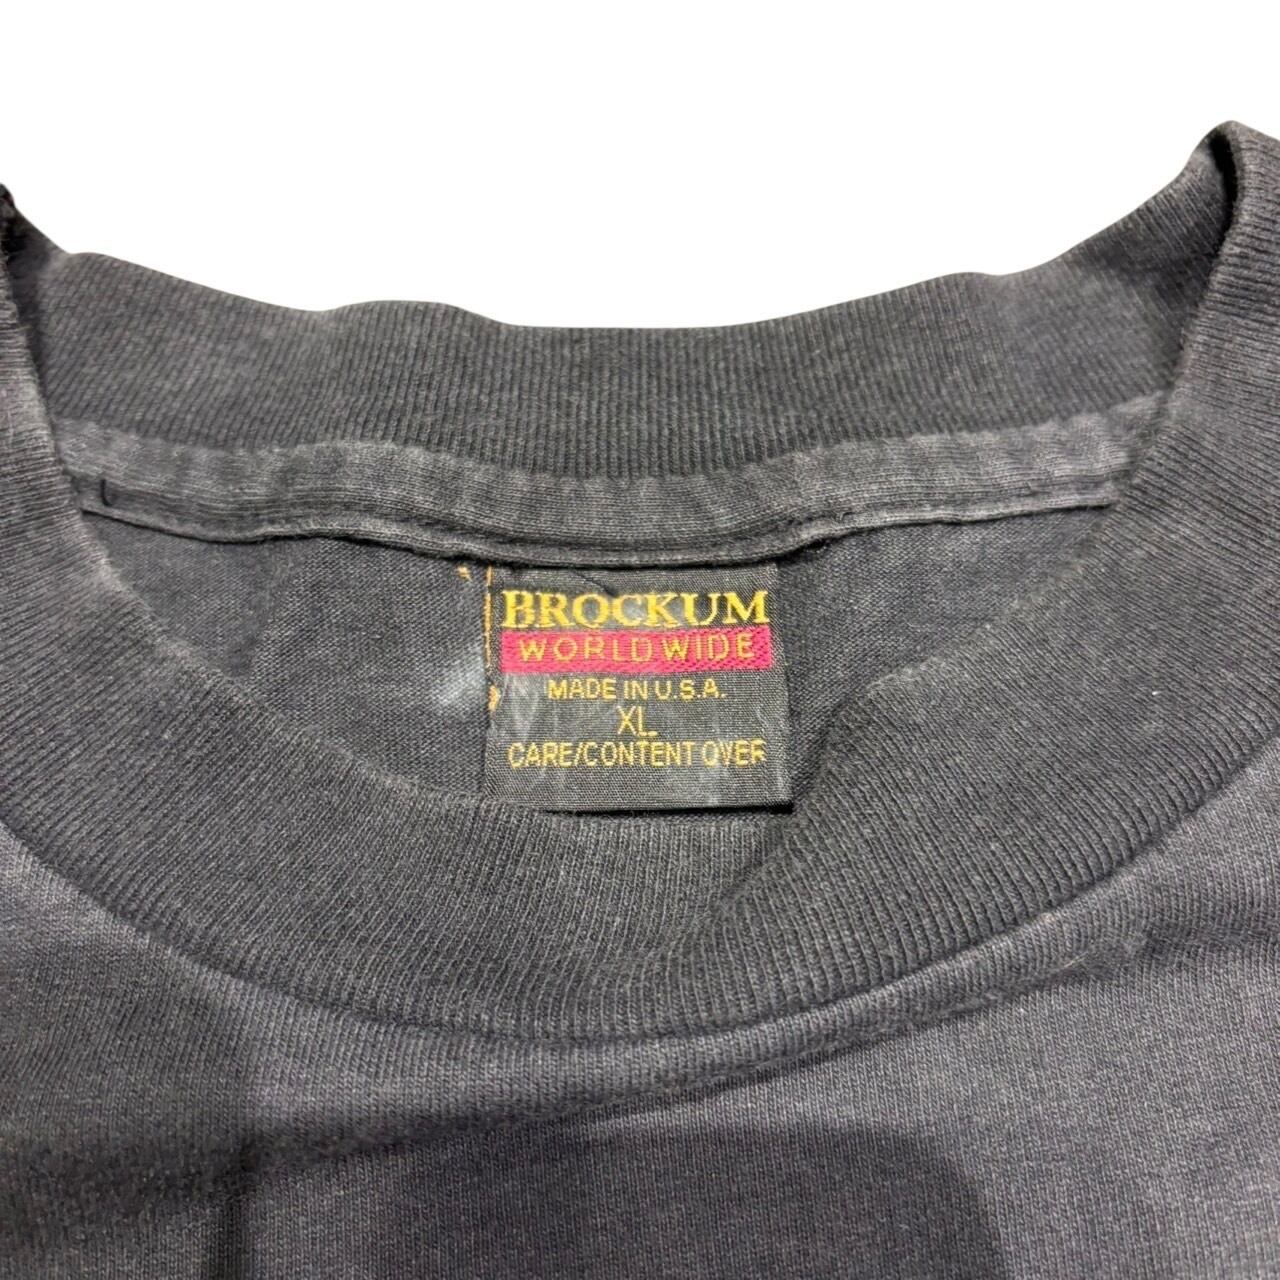 BROCKUM
WORLDWIDE
MADE IN U.S.A.
XL
CARE/CONTENT OVER